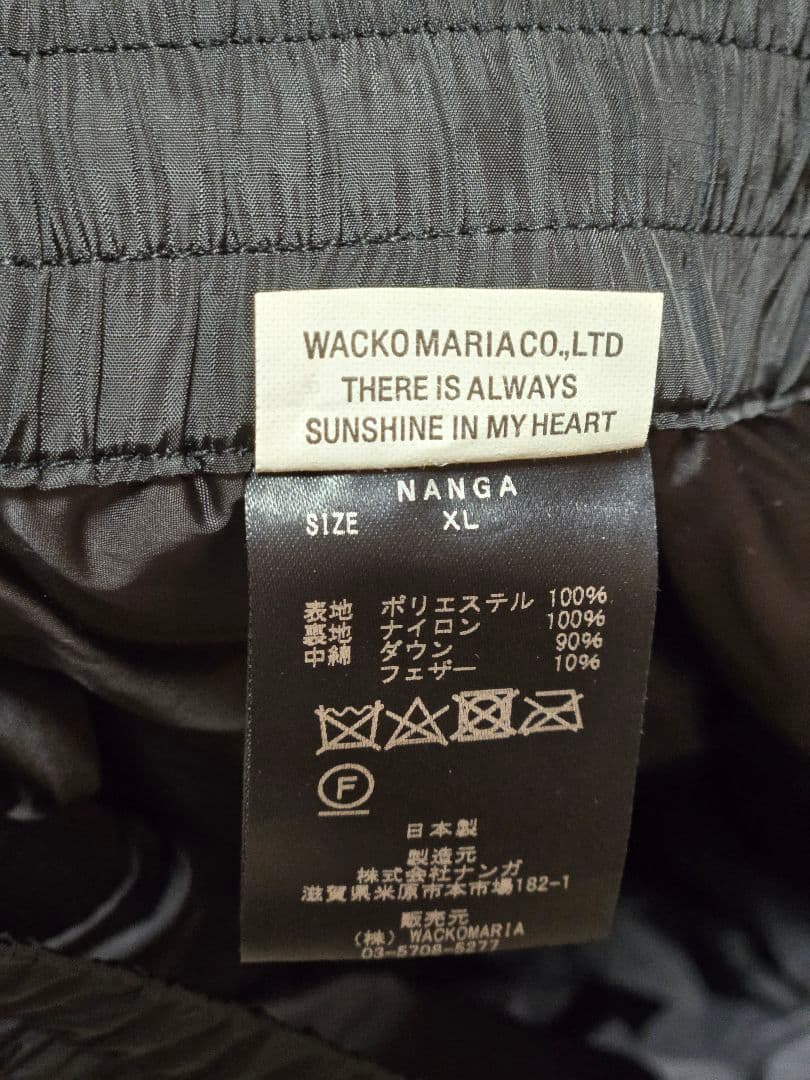 WACKO MARIA CO.,LTD
THERE IS ALWAYS
SUNSHINE IN MY HEART
NANGA
SIZE XL
表地 ポリエステル 100%
裏地 ナイロン 100%
中綿 ダウン 90%
フェザー 10%
F
日本製
製造元
株式会社ナンガ
滋賀県米原市本市場182-1
販売元
(株) WACKOMARIA
03-5708-5277